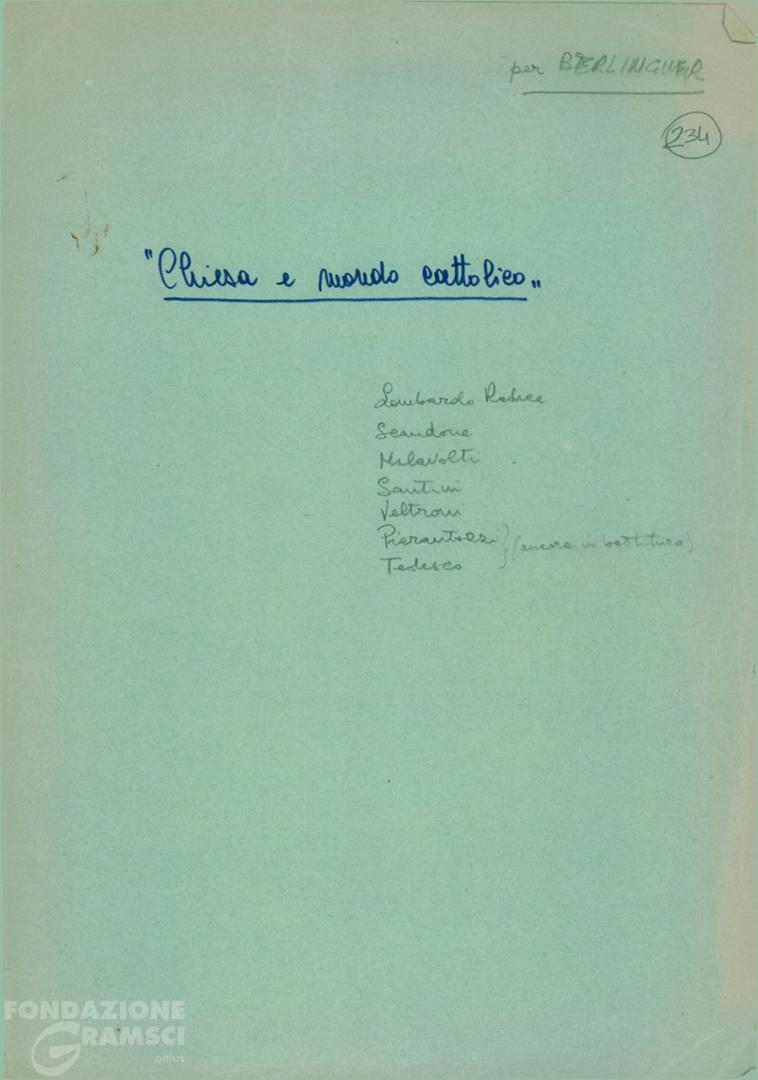 per BERLINGUER
234
"Chiesa e mondo cattolico"
Lombardo Radice
Scandone
Malavolti
Santini
Veltroni
Pierantozzi } (ancora in battitura)
Tedesco
FONDAZIONE
GRAMSCI
onlus